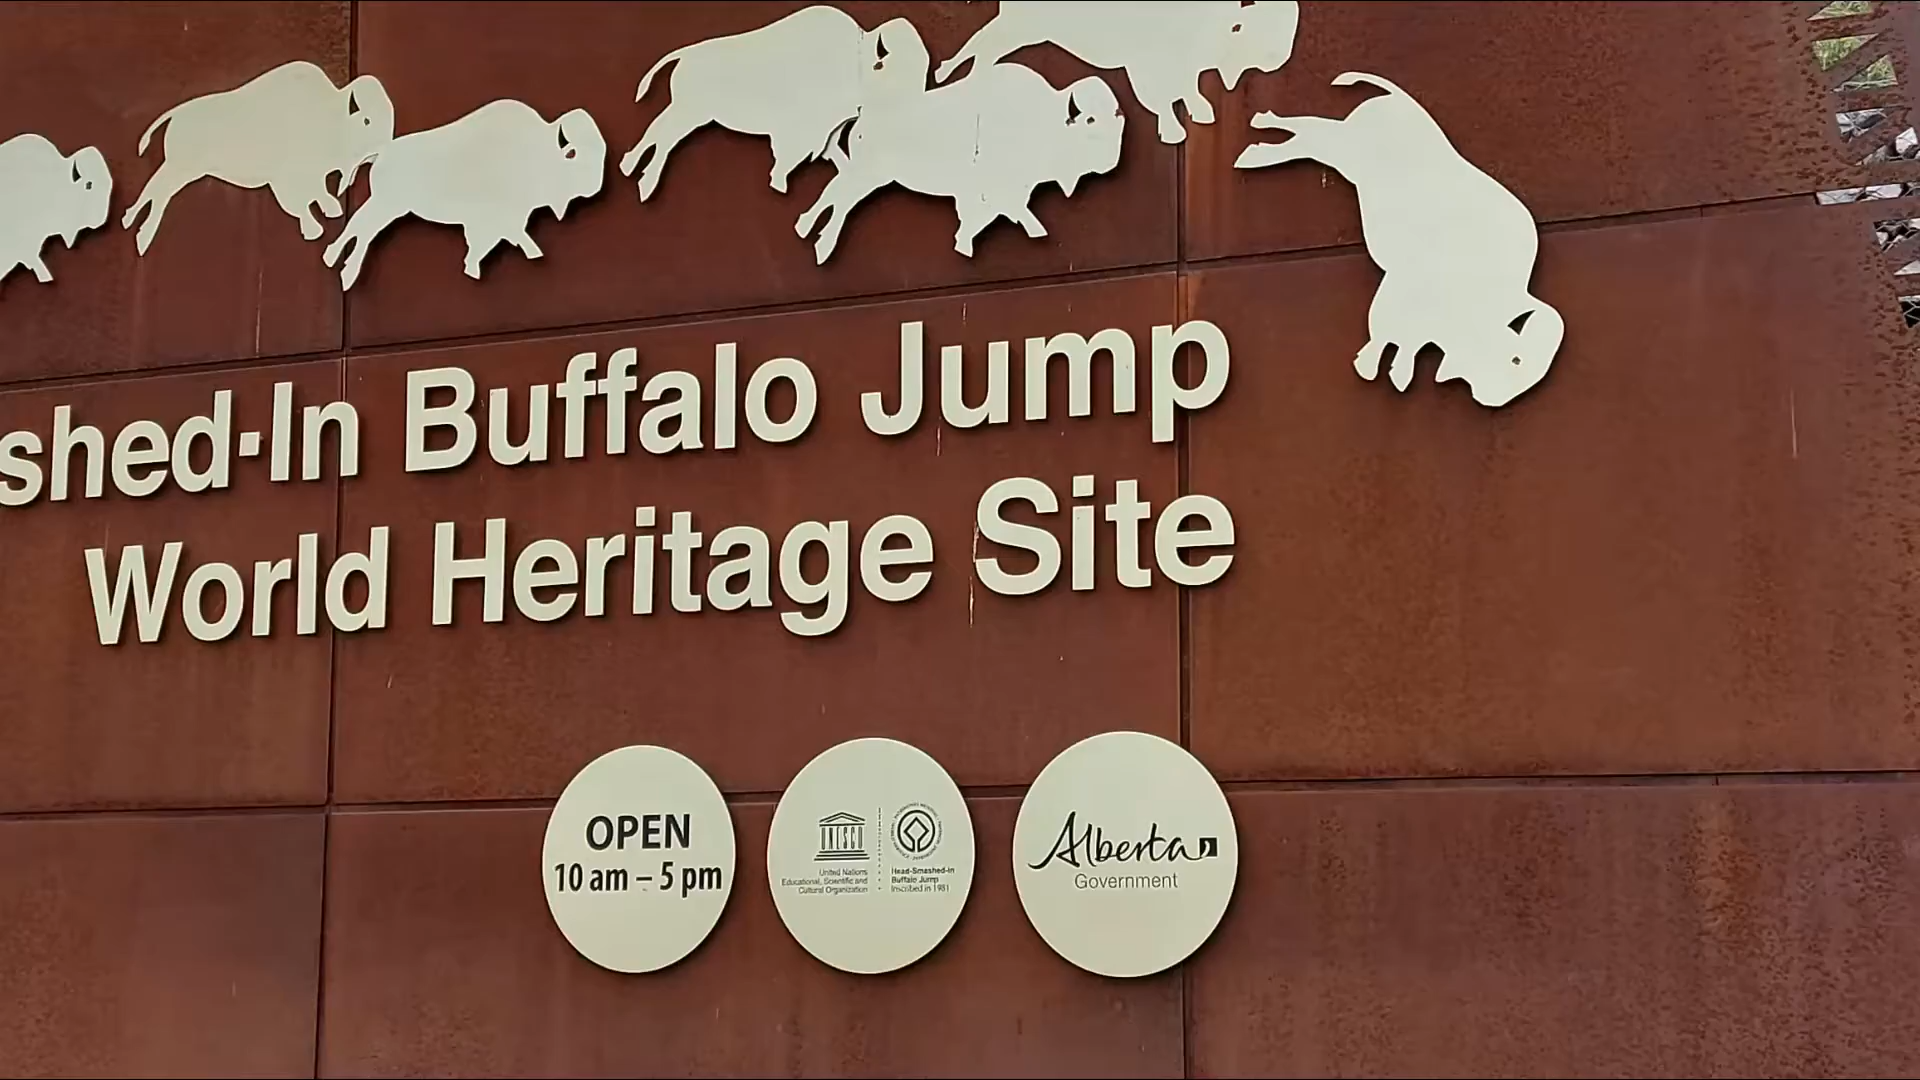 shed-In Buffalo Jump
World Heritage Site
OPEN
10 am – 5 pm
UNESCO
United Nations
Educational, Scientific and
Cultural Organization
Head-Smashed-In
Buffalo Jump
Inscribed in 1981
Alberta
Government